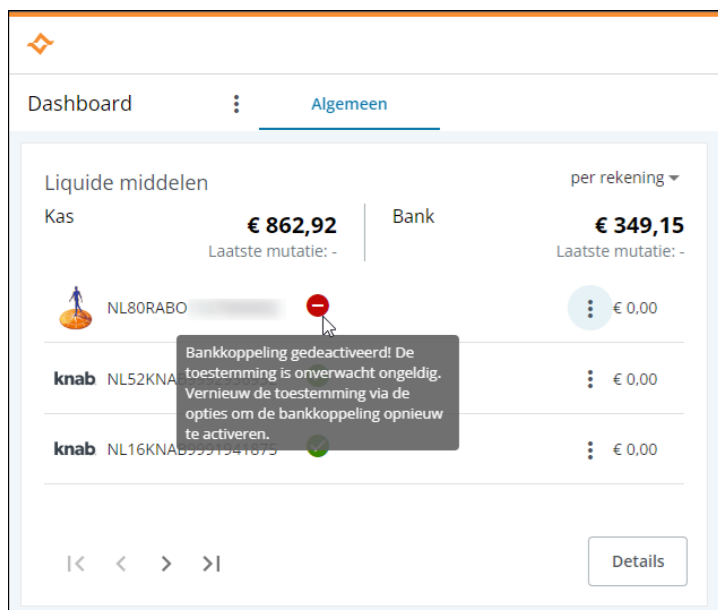 Dashboard
Algemeen
Liquide middelen
per rekening
Kas
€ 862,92
Laatste mutatie: -
Bank
€ 349,15
Laatste mutatie: -
NL80RABO
€ 0,00
Bankkoppeling gedeactiveerd! De
toestemming is onverwacht ongeldig.
Vernieuw de toestemming via de
opties om de bankkoppeling opnieuw
te activeren.
knab. NL52KNAB
€ 0,00
knab. NL16KNAB9991941875
€ 0,00
Details